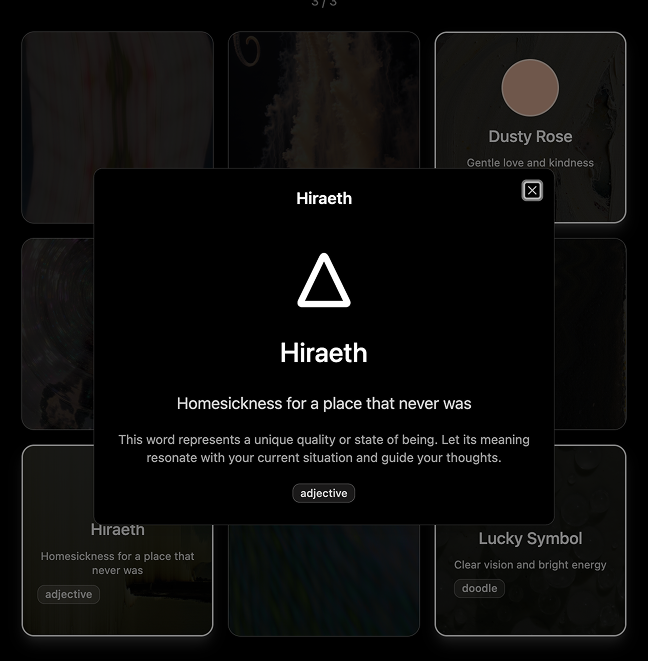 3 / 3
Dusty Rose
Gentle love and kindness
Hiraeth
Hiraeth
Homesickness for a place that never was
This word represents a unique quality or state of being. Let its meaning
resonate with your current situation and guide your thoughts.
adjective
Hiraeth
Homesickness for a place that
never was
adjective
Lucky Symbol
Clear vision and bright energy
doodle